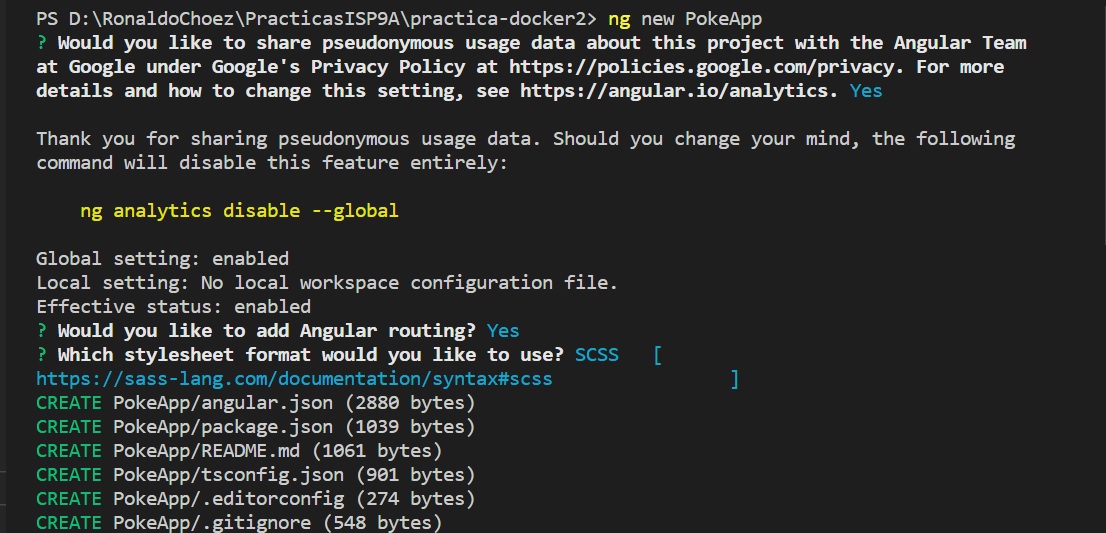 PS D:\RonaldoChoez\PracticasISP9A\practica-docker2> ng new PokeApp
? Would you like to share pseudonymous usage data about this project with the Angular Team
at Google under Google's Privacy Policy at https://policies.google.com/privacy. For more
details and how to change this setting, see https://angular.io/analytics. Yes
Thank you for sharing pseudonymous usage data. Should you change your mind, the following
command will disable this feature entirely:
ng analytics disable --global
Global setting: enabled
Local setting: No local workspace configuration file.
Effective status: enabled
? Would you like to add Angular routing? Yes
? Which stylesheet format would you like to use? SCSS   [
https://sass-lang.com/documentation/syntax#scss                ]
CREATE PokeApp/angular.json (2880 bytes)
CREATE PokeApp/package.json (1039 bytes)
CREATE PokeApp/README.md (1061 bytes)
CREATE PokeApp/tsconfig.json (901 bytes)
CREATE PokeApp/.editorconfig (274 bytes)
CREATE PokeApp/.gitignore (548 bytes)